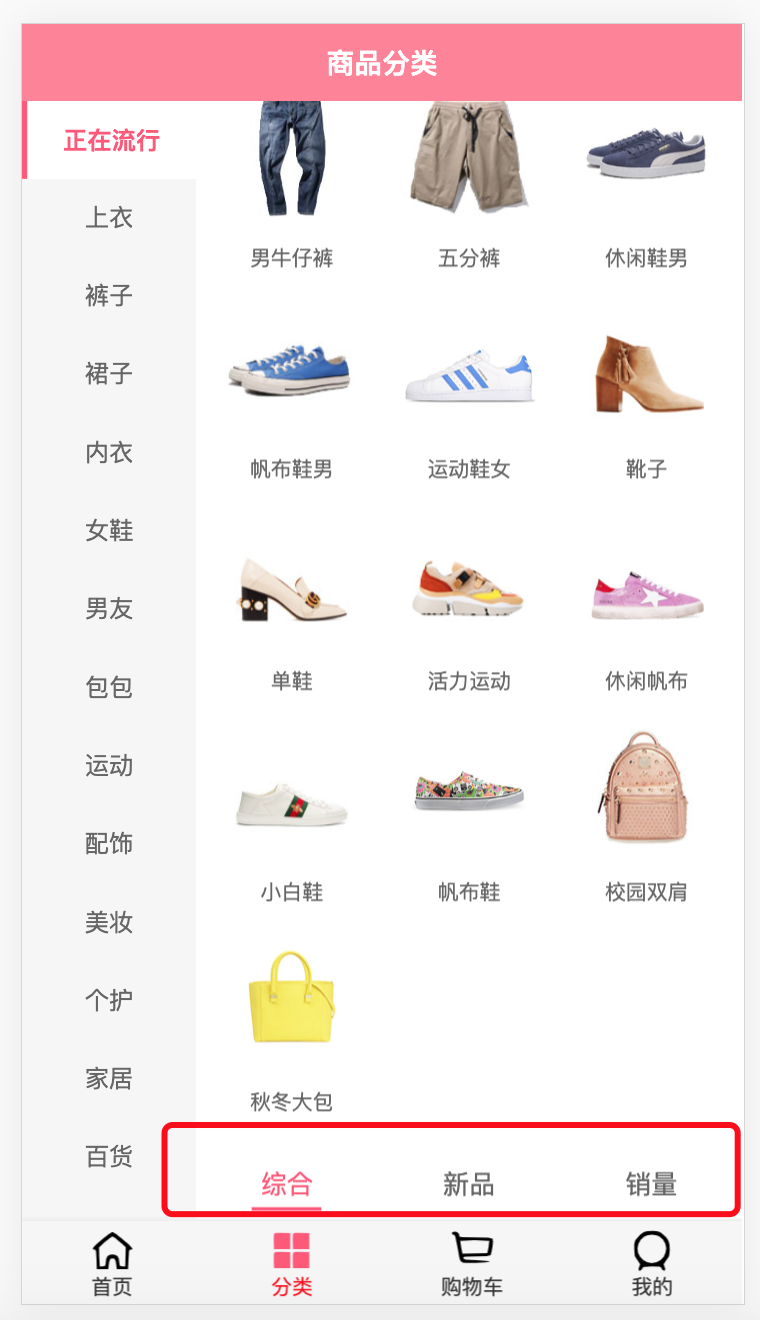 商品分类
正在流行
上衣
裤子
裙子
内衣
女鞋
男友
包包
运动
配饰
美妆
个护
家居
百货
男牛仔裤 五分裤 休闲鞋男
帆布鞋男 运动鞋女 靴子
单鞋 活力运动 休闲帆布
小白鞋 帆布鞋 校园双肩
秋冬大包
综合 新品 销量
首页 分类 购物车 我的